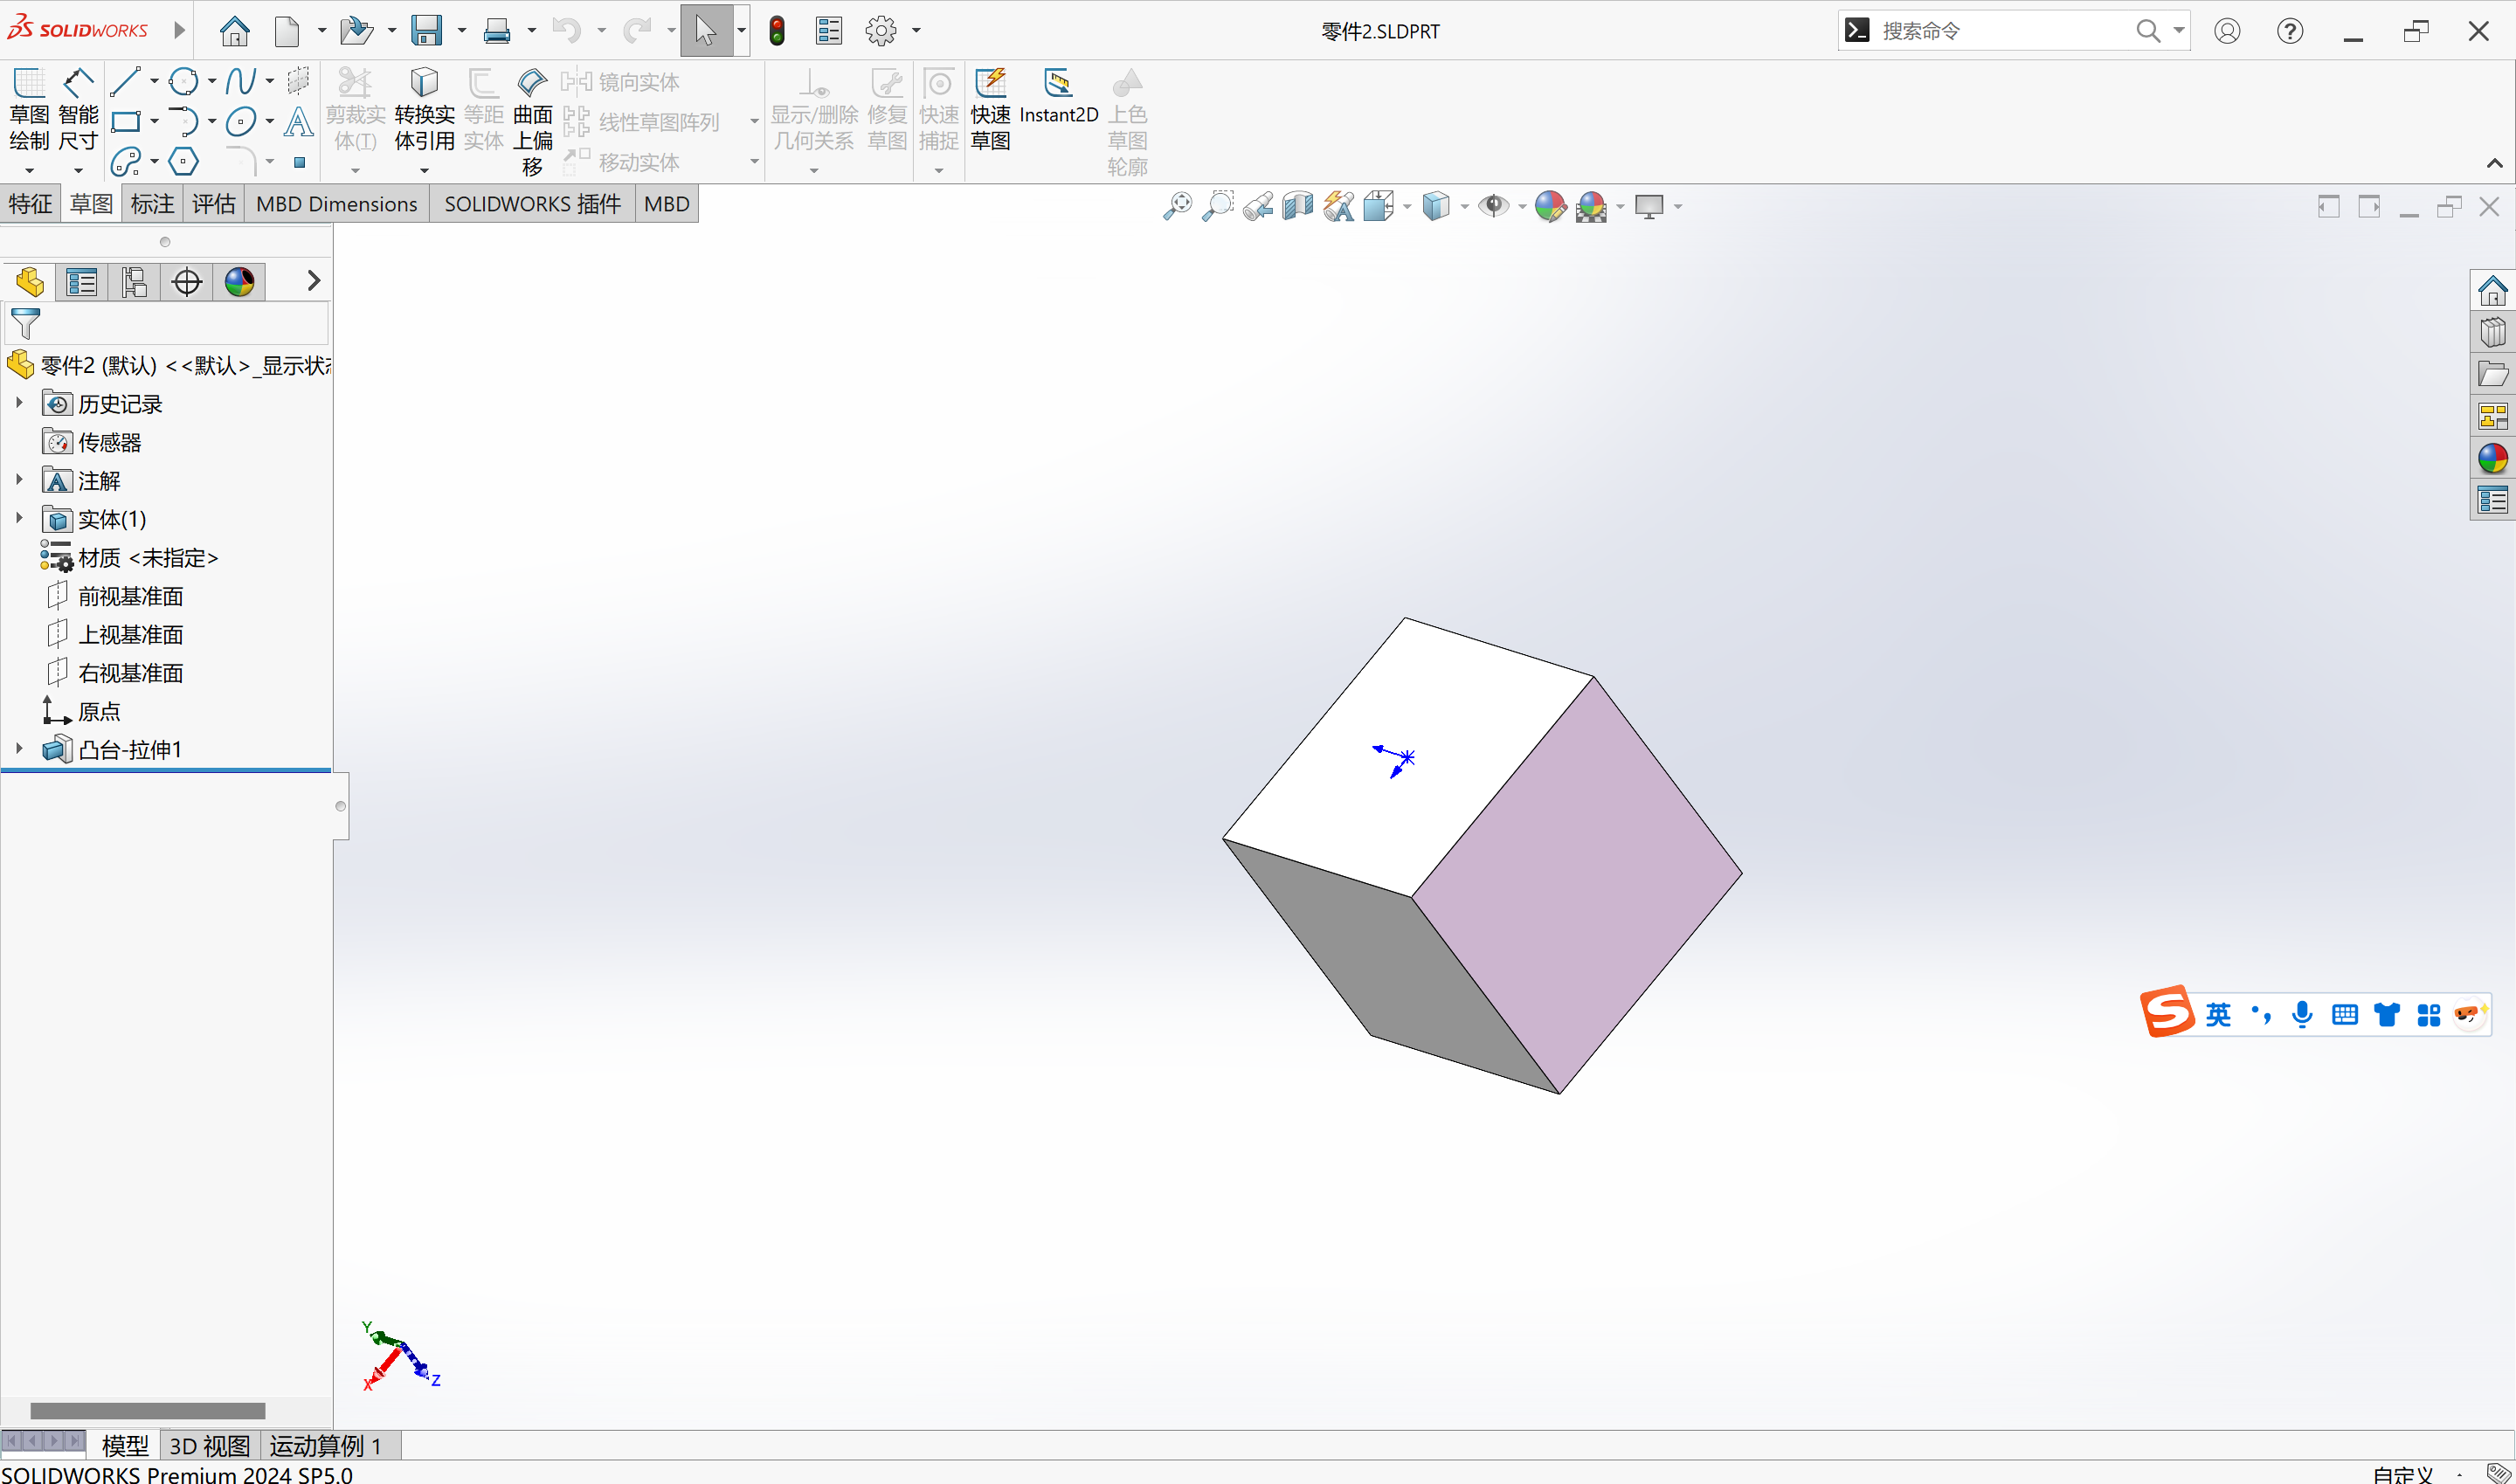 SOLIDWORKS
零件2.SLDPRT
搜索命令
草图绘制
智能尺寸
剪裁实体(T)
转换实体引用
等距实体
曲面上偏移
镜向实体
线性草图阵列
移动实体
显示/删除几何关系
修复草图
快速捕捉
快速草图
Instant2D
上色草图轮廓
特征 草图 标注 评估 MBD Dimensions SOLIDWORKS 插件 MBD
零件2 (默认) <<默认>_显示状
历史记录
传感器
注解
实体(1)
材质 <未指定>
前视基准面
上视基准面
右视基准面
原点
凸台-拉伸1
英
Y
X
Z
模型 3D 视图 运动算例 1
SOLIDWORKS Premium 2024 SP5.0
自定义